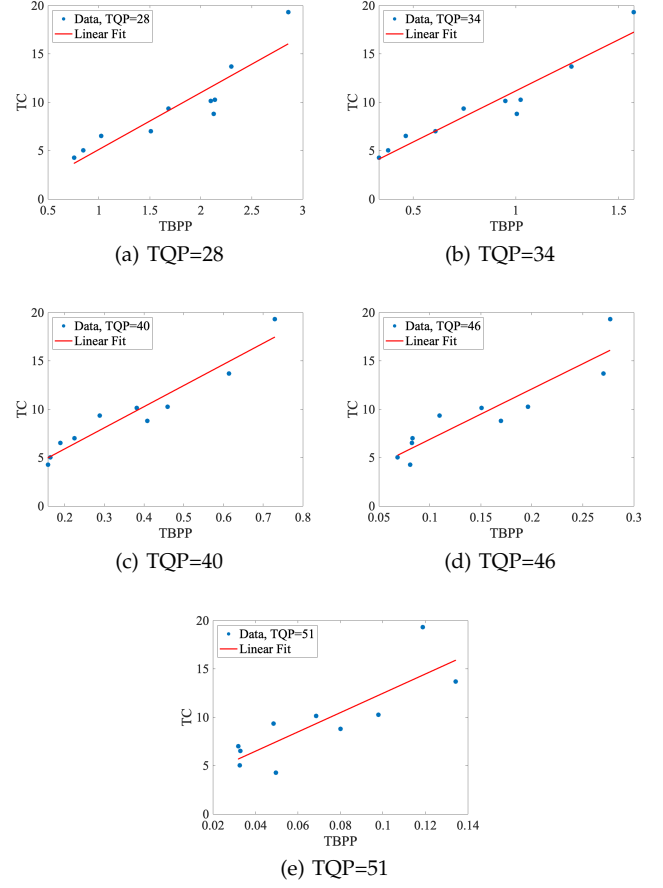 20
Data, TQP=28
Linear Fit
15
TC
10
5
0
0.5 1 1.5 2 2.5 3
TBPP
(a) TQP=28
20
Data, TQP=34
Linear Fit
15
TC
10
5
0
0.5 1 1.5
TBPP
(b) TQP=34
20
Data, TQP=40
Linear Fit
15
TC
10
5
0
0.2 0.3 0.4 0.5 0.6 0.7 0.8
TBPP
(c) TQP=40
20
Data, TQP=46
Linear Fit
15
TC
10
5
0
0.05 0.1 0.15 0.2 0.25 0.3
TBPP
(d) TQP=46
20
Data, TQP=51
Linear Fit
15
TC
10
5
0
0.02 0.04 0.06 0.08 0.1 0.12 0.14
TBPP
(e) TQP=51